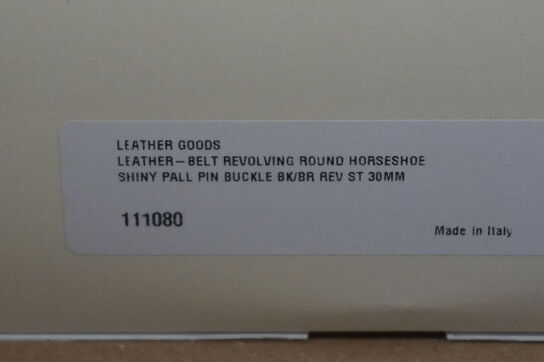 LEATHER GOODS
LEATHER-BELT REVOLVING ROUND HORSESHOE
SHINY PALL PIN BUCKLE BK/BR REV ST 30MM
111080
Made in Italy